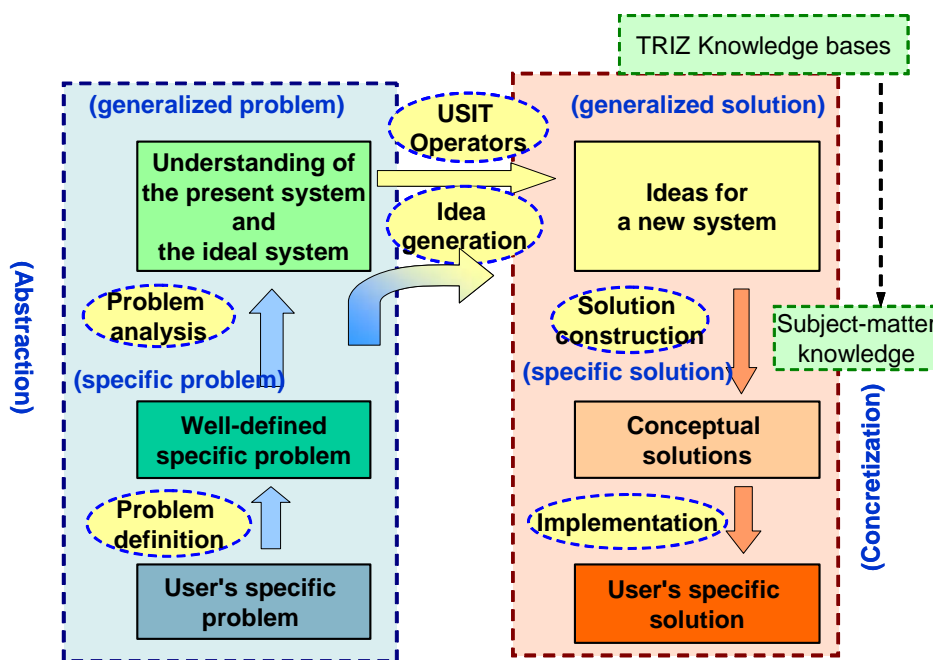 TRIZ Knowledge bases
(generalized problem)
USIT
Operators
(generalized solution)
Understanding of
the present system
and
the ideal system
Idea
generation
Ideas for
a new system
(Abstraction)
Problem
analysis
Solution
construction
Subject-matter
knowledge
(specific problem)
(specific solution)
Well-defined
specific problem
Conceptual
solutions
(Concretization)
Problem
definition
Implementation
User's specific
problem
User's specific
solution